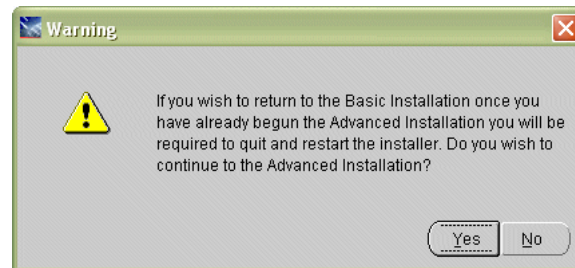 Warning
If you wish to return to the Basic Installation once you
have already begun the Advanced Installation you will be
required to quit and restart the installer. Do you wish to
continue to the Advanced Installation?
Yes No